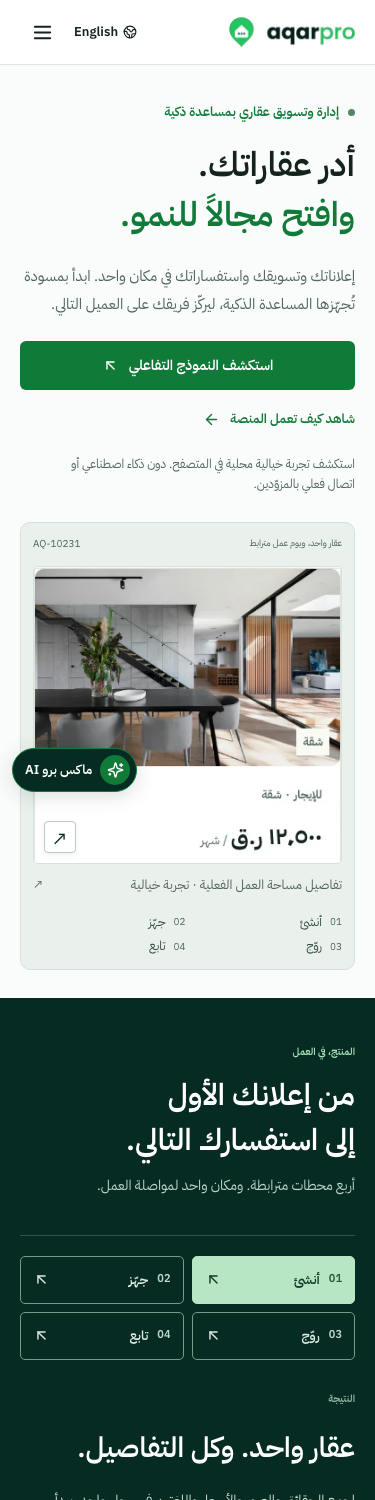 aqarpro
English
إدارة وتسويق عقاري بمساعدة ذكية
أدر عقاراتك.
وافتح مجالاً للنمو.
إعلاناتك وتسويقك واستفساراتك في مكان واحد. ابدأ بمسودة
تُجهّزها المساعدة الذكية، ليركّز فريقك على العميل التالي.
استكشف النموذج التفاعلي
شاهد كيف تعمل المنصة
استكشف تجربة خيالية محلية في المتصفح. دون ذكاء اصطناعي أو
اتصال فعلي بالمزوّدين.
عقار واحد، ويوم عمل مترابط
AQ-10231
شقة
ماكس برو AI
للإيجار · شقة
١٢,٥٠٠ ر.ق / شهر
تفاصيل مساحة العمل الفعلية · تجربة خيالية
01 أنشئ
02 جهّز
03 روّج
04 تابع
المنتج، في العمل
من إعلانك الأول
إلى استفسارك التالي.
أربع محطات مترابطة. ومكان واحد لمواصلة العمل.
01 أنشئ
02 جهّز
03 روّج
04 تابع
النتيجة
عقار واحد. وكل التفاصيل.